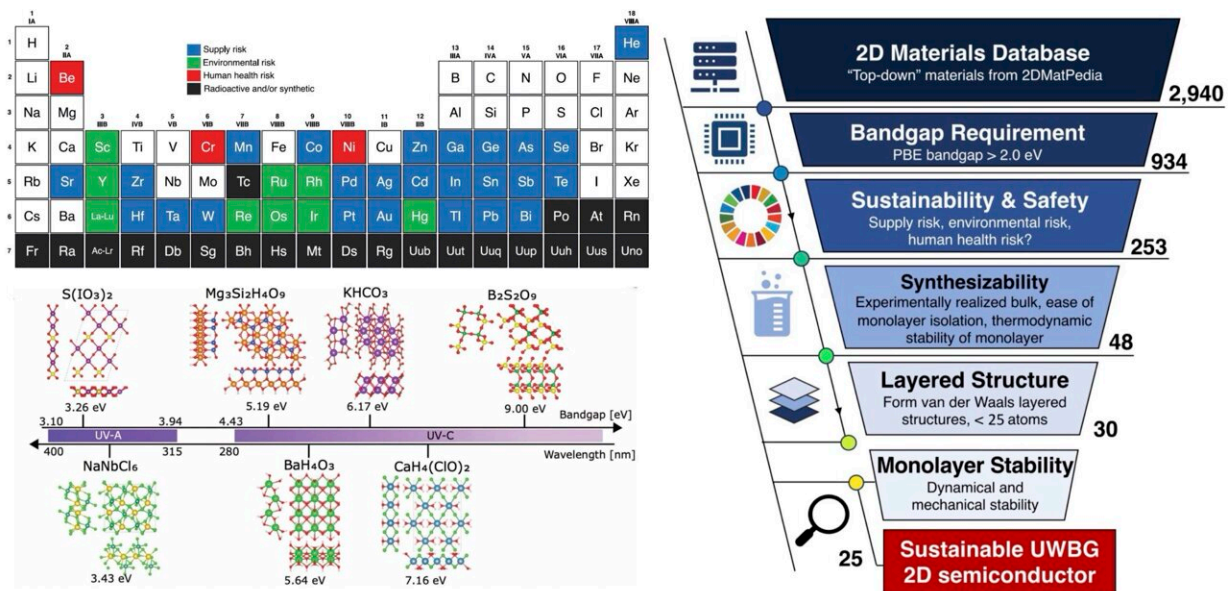 1
IA
18
VIIIA
1
H
2
IIA
Supply risk
Environmental risk
Human health risk
Radioactive and/or synthetic
13
IIIA
14
IVA
15
VA
16
VIA
17
VIIA
He
2
Li
Be
B
C
N
O
F
Ne
3
Na
Mg
3
IIIB
4
IVB
5
VB
6
VIB
7
VIIB
8
VIIIB
9
VIIIB
10
VIIIB
11
IB
12
IIB
Al
Si
P
S
Cl
Ar
4
K
Ca
Sc
Ti
V
Cr
Mn
Fe
Co
Ni
Cu
Zn
Ga
Ge
As
Se
Br
Kr
5
Rb
Sr
Y
Zr
Nb
Mo
Tc
Ru
Rh
Pd
Ag
Cd
In
Sn
Sb
Te
I
Xe
6
Cs
Ba
La-Lu
Hf
Ta
W
Re
Os
Ir
Pt
Au
Hg
Tl
Pb
Bi
Po
At
Rn
7
Fr
Ra
Ac-Lr
Rf
Db
Sg
Bh
Hs
Mt
Ds
Rg
Uub
Uut
Uuq
Uup
Uuh
Uus
Uno
S(IO₃)₂
Mg₃Si₂H₄O₉
KHCO₃
B₂S₂O₉
3.26 eV
5.19 eV
6.17 eV
9.00 eV
3.10
3.94
4.43
Bandgap [eV]
UV-A
UV-C
400
315
280
Wavelength [nm]
NaNbCl₆
BaH₄O₃
CaH₄(ClO)₂
3.43 eV
5.64 eV
7.16 eV
2D Materials Database
“Top-down” materials from 2DMatPedia
2,940
Bandgap Requirement
PBE bandgap > 2.0 eV
934
Sustainability & Safety
Supply risk, environmental risk,
human health risk?
253
Synthesizability
Experimentally realized bulk, ease of
monolayer isolation, thermodynamic
stability of monolayer
48
Layered Structure
Form van der Waals layered
structures, < 25 atoms
30
Monolayer Stability
Dynamical and
mechanical stability
25
Sustainable UWBG
2D semiconductor